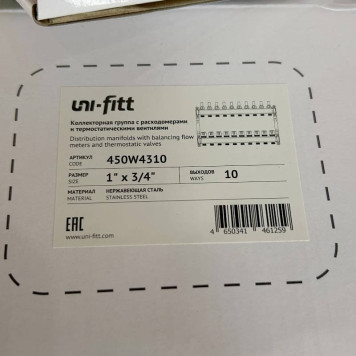 uni-fitt
Коллекторная группа с расходомерами
и термостатическими вентилями
Distribution manifolds with balancing flow
meters and thermostatic valves
АРТИКУЛ
CODE
450W4310
РАЗМЕР
SIZE
1" x 3/4"
ВЫХОДОВ
WAYS
10
МАТЕРИАЛ
MATERIAL
НЕРЖАВЕЮЩАЯ СТАЛЬ
STAINLESS STEEL
EAC
www.uni-fitt.com
4 650341 461259